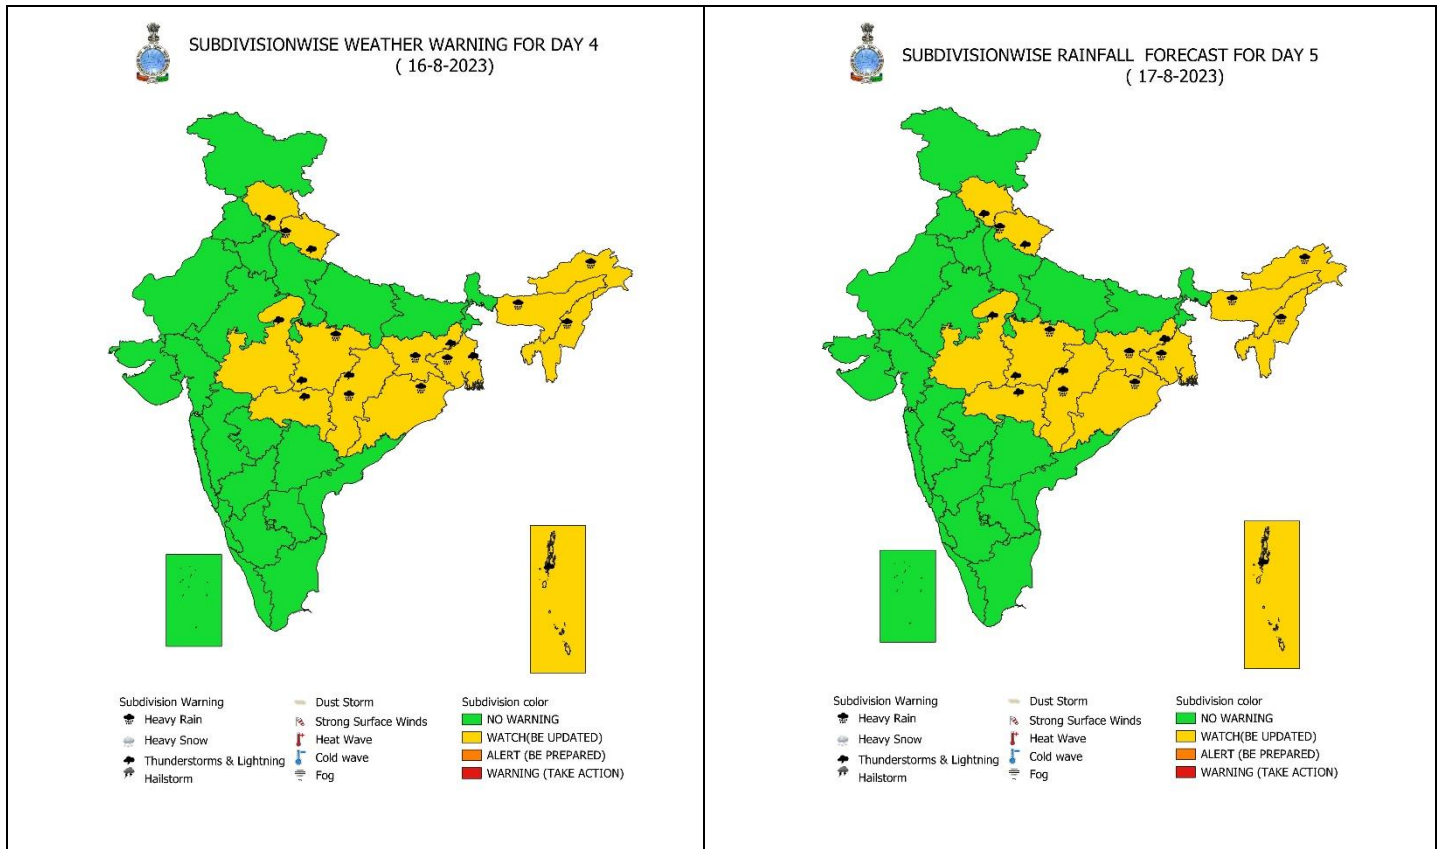 SUBDIVISIONWISE WEATHER WARNING FOR DAY 4
( 16-8-2023)
Subdivision Warning
Heavy Rain
Heavy Snow
Thunderstorms & Lightning
Hailstorm
Dust Storm
Strong Surface Winds
Heat Wave
Cold wave
Fog
Subdivision color
NO WARNING
WATCH(BE UPDATED)
ALERT (BE PREPARED)
WARNING (TAKE ACTION)
SUBDIVISIONWISE RAINFALL FORECAST FOR DAY 5
( 17-8-2023)
Subdivision Warning
Heavy Rain
Heavy Snow
Thunderstorms & Lightning
Hailstorm
Dust Storm
Strong Surface Winds
Heat Wave
Cold wave
Fog
Subdivision color
NO WARNING
WATCH(BE UPDATED)
ALERT (BE PREPARED)
WARNING (TAKE ACTION)